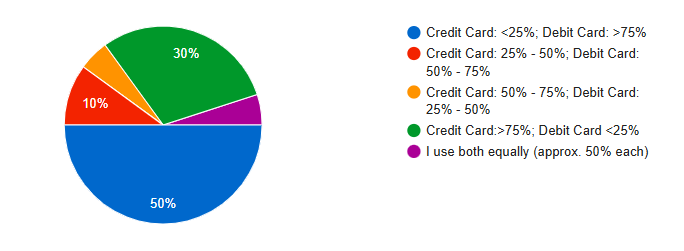 30%
10%
50%
Credit Card: <25%; Debit Card: >75%
Credit Card: 25% - 50%; Debit Card:
50% - 75%
Credit Card: 50% - 75%; Debit Card:
25% - 50%
Credit Card:>75%; Debit Card <25%
I use both equally (approx. 50% each)